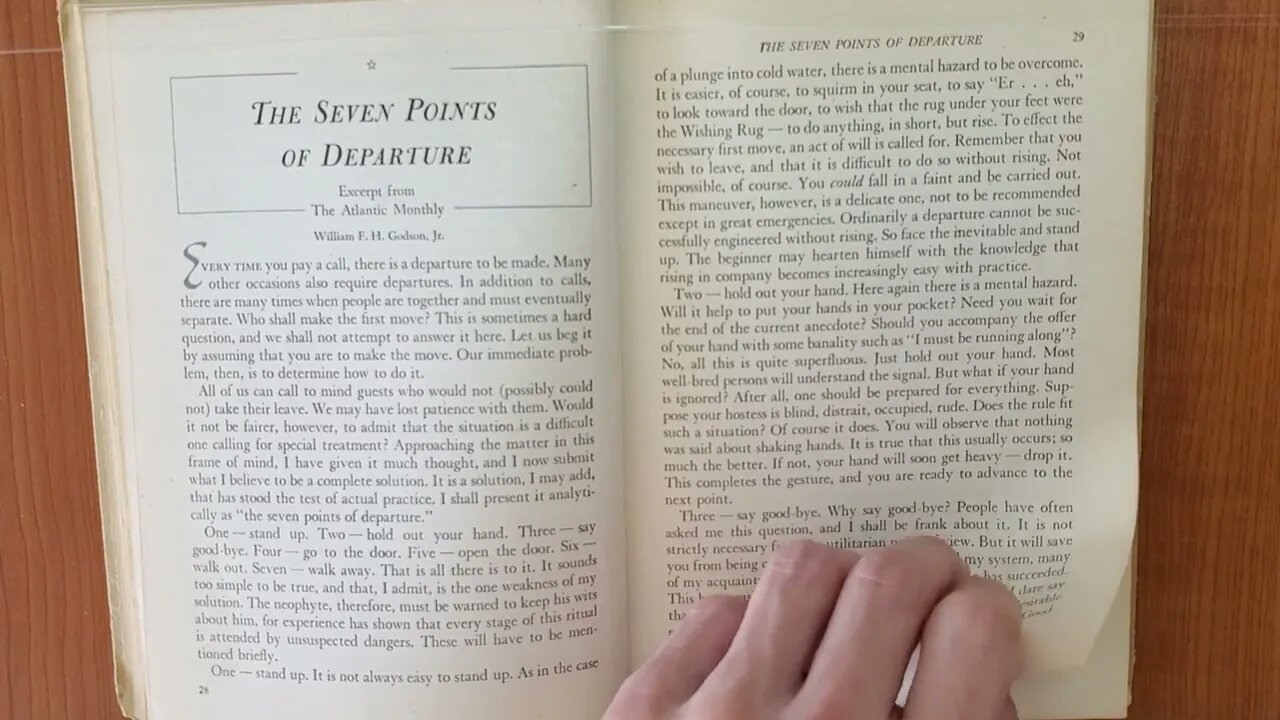 THE SEVEN POINTS
OF DEPARTURE
Excerpt from
The Atlantic Monthly
William F. H. Godson, Jr.
EVERY TIME you pay a call, there is a departure to be made. Many
other occasions also require departures. In addition to calls,
there are many times when people are together and must eventually
separate. Who shall make the first move? This is sometimes a hard
question, and we shall not attempt to answer it here. Let us beg it
by assuming that you are to make the move. Our immediate prob-
lem, then, is to determine how to do it.
All of us can call to mind guests who would not (possibly could
not) take their leave. We may have lost patience with them. Would
it not be fairer, however, to admit that the situation is a difficult
one calling for special treatment? Approaching the matter in this
frame of mind, I have given it much thought, and I now submit
what I believe to be a complete solution. It is a solution, I may add,
that has stood the test of actual practice. I shall present it analyti-
cally as "the seven points of departure."
One — stand up. Two — hold out your hand. Three — say
good-bye. Four — go to the door. Five — open the door. Six —
walk out. Seven — walk away. That is all there is to it. It sounds
too simple to be true, and that, I admit, is the one weakness of my
solution. The neophyte, therefore, must be warned to keep his wits
about him, for experience has shown that every stage of this ritual
is attended by unsuspected dangers. These will have to be men-
tioned briefly.
One — stand up. It is not always easy to stand up. As in the case
28
THE SEVEN POINTS OF DEPARTURE 29
of a plunge into cold water, there is a mental hazard to be overcome.
It is easier, of course, to squirm in your seat, to say "Er . . . eh,"
to look toward the door, to wish that the rug under your feet were
the Wishing Rug — to do anything, in short, but rise. To effect the
necessary first move, an act of will is called for. Remember that you
wish to leave, and that it is difficult to do so without rising. Not
impossible, of course. You could fall in a faint and be carried out.
This maneuver, however, is a delicate one, not to be recommended
except in great emergencies. Ordinarily a departure cannot be suc-
cessfully engineered without rising. So face the inevitable and stand
up. The beginner may hearten himself with the knowledge that
rising in company becomes increasingly easy with practice.
Two — hold out your hand. Here again there is a mental hazard.
Will it help to put your hands in your pocket? Need you wait for
the end of the current anecdote? Should you accompany the offer
of your hand with some banality such as "I must be running along"?
No, all this is quite superfluous. Just hold out your hand. Most
well-bred persons will understand the signal. But what if your hand
is ignored? After all, one should be prepared for everything. Sup-
pose your hostess is blind, distrait, occupied, rude. Does the rule fit
such a situation? Of course it does. You will observe that nothing
was said about shaking hands. It is true that this usually occurs; so
much the better. If not, your hand will soon get heavy — drop it.
This completes the gesture, and you are ready to advance to the
next point.
Three — say good-bye. Why say good-bye? People have often
asked me this question, and I shall be frank about it. It is not
strictly necessary utilitarian But it will save
you from being my system, many
of my has succeeded.
This dare say
Good